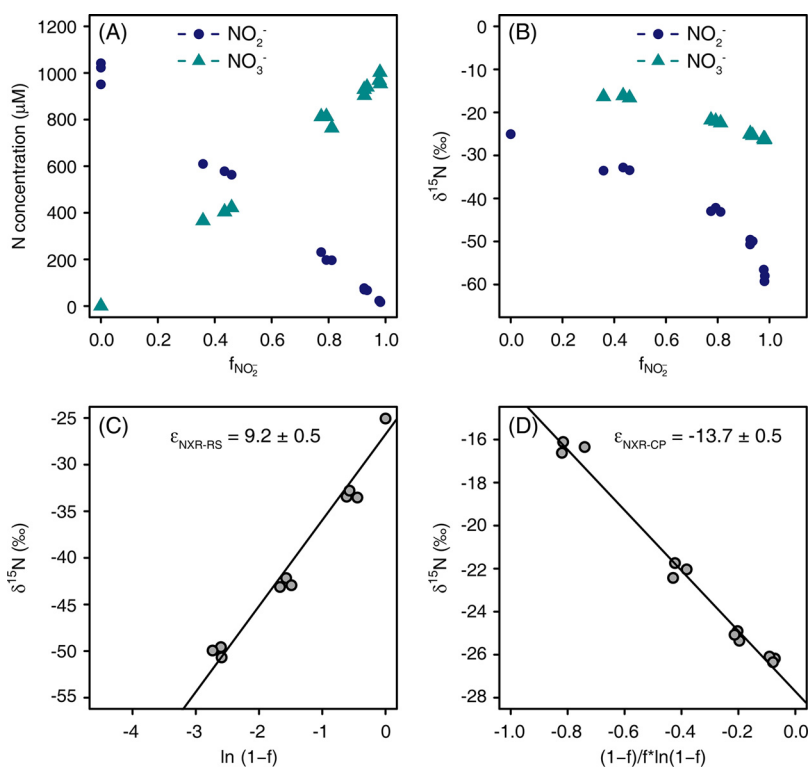 (A)
NO₂⁻
NO₃⁻
1200
1000
800
600
400
200
0
N concentration (μM)
0.0 0.2 0.4 0.6 0.8 1.0
fNO₂⁻
(B)
NO₂⁻
NO₃⁻
0
-10
-20
-30
-40
-50
-60
δ¹⁵N (‰)
0.0 0.2 0.4 0.6 0.8 1.0
fNO₂⁻
(C)
εNXR-RS = 9.2 ± 0.5
-25
-30
-35
-40
-45
-50
-55
δ¹⁵N (‰)
-4 -3 -2 -1 0
ln (1−f)
(D)
εNXR-CP = -13.7 ± 0.5
-16
-18
-20
-22
-24
-26
-28
δ¹⁵N (‰)
-1.0 -0.8 -0.6 -0.4 -0.2 0.0
(1−f)/f*ln(1−f)